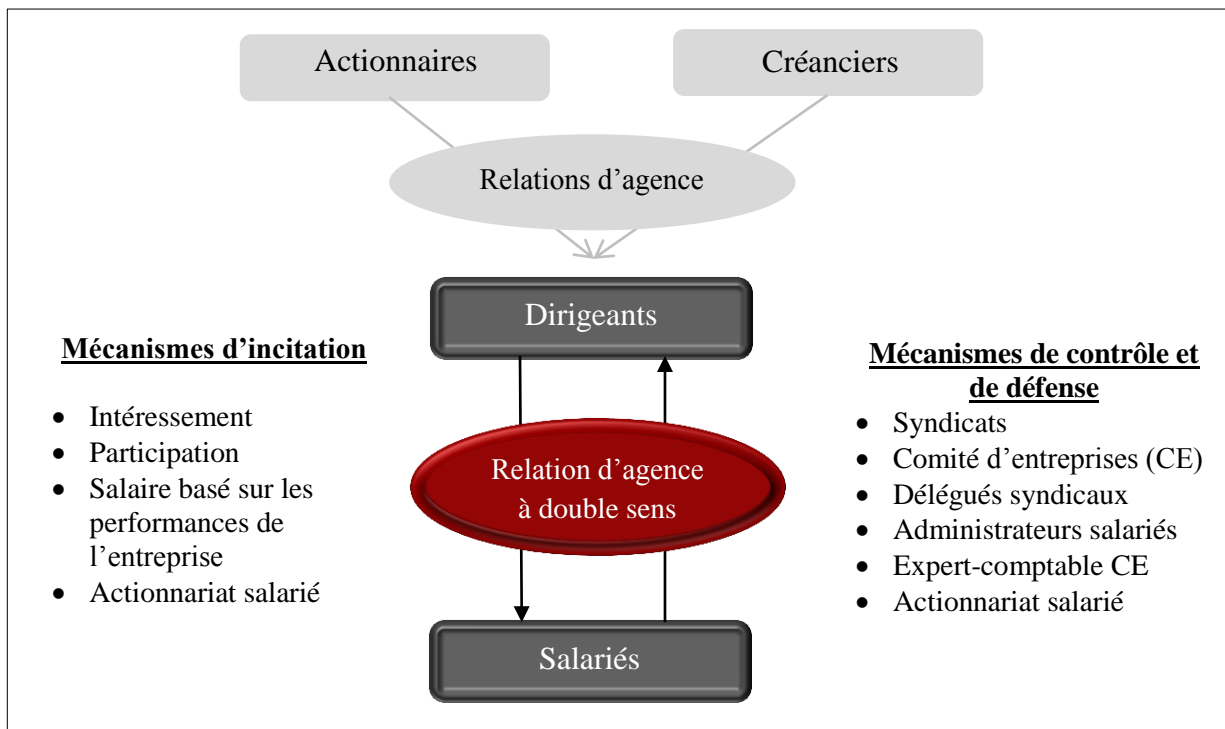 Actionnaires
Créanciers
Relations d’agence
Dirigeants
Mécanismes d’incitation
• Intéressement
• Participation
• Salaire basé sur les
performances de
l’entreprise
• Actionnariat salarié
Relation d’agence
à double sens
Mécanismes de contrôle et
de défense
• Syndicats
• Comité d’entreprises (CE)
• Délégués syndicaux
• Administrateurs salariés
• Expert-comptable CE
• Actionnariat salarié
Salariés